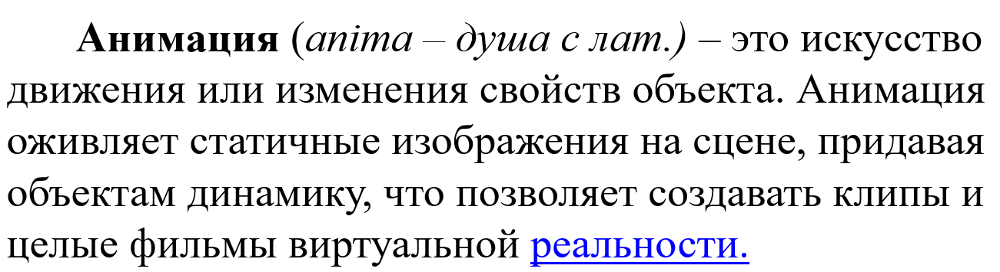 Анимация (anima – душа с лат.) – это искусство
движения или изменения свойств объекта. Анимация
оживляет статичные изображения на сцене, придавая
объектам динамику, что позволяет создавать клипы и
целые фильмы виртуальной реальности.